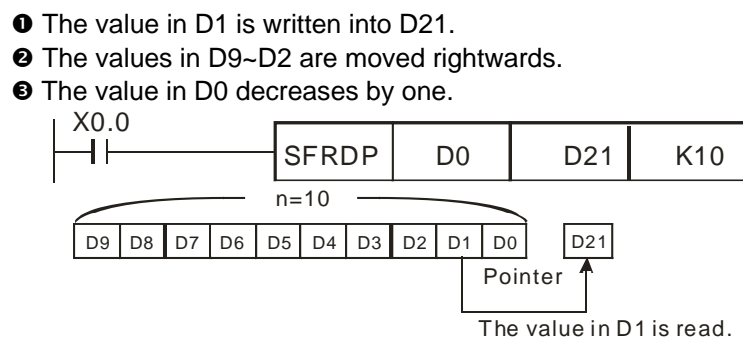 ❶ The value in D1 is written into D21.
❷ The values in D9~D2 are moved rightwards.
❸ The value in D0 decreases by one.
X0.0
SFRDP D0 D21 K10
n=10
D9 D8 D7 D6 D5 D4 D3 D2 D1 D0 D21
Pointer
The value in D1 is read.